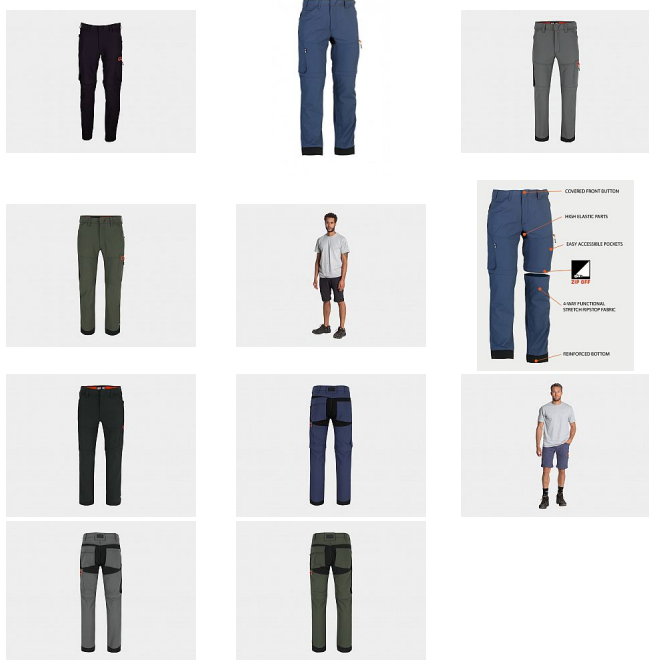 COVERED FRONT BUTTON
HIGH ELASTIC PARTS
EASY ACCESSIBLE POCKETS
ZIP OFF
4-WAY FUNCTIONAL
STRETCH RIPSTOP FABRIC
REINFORCED BOTTOM